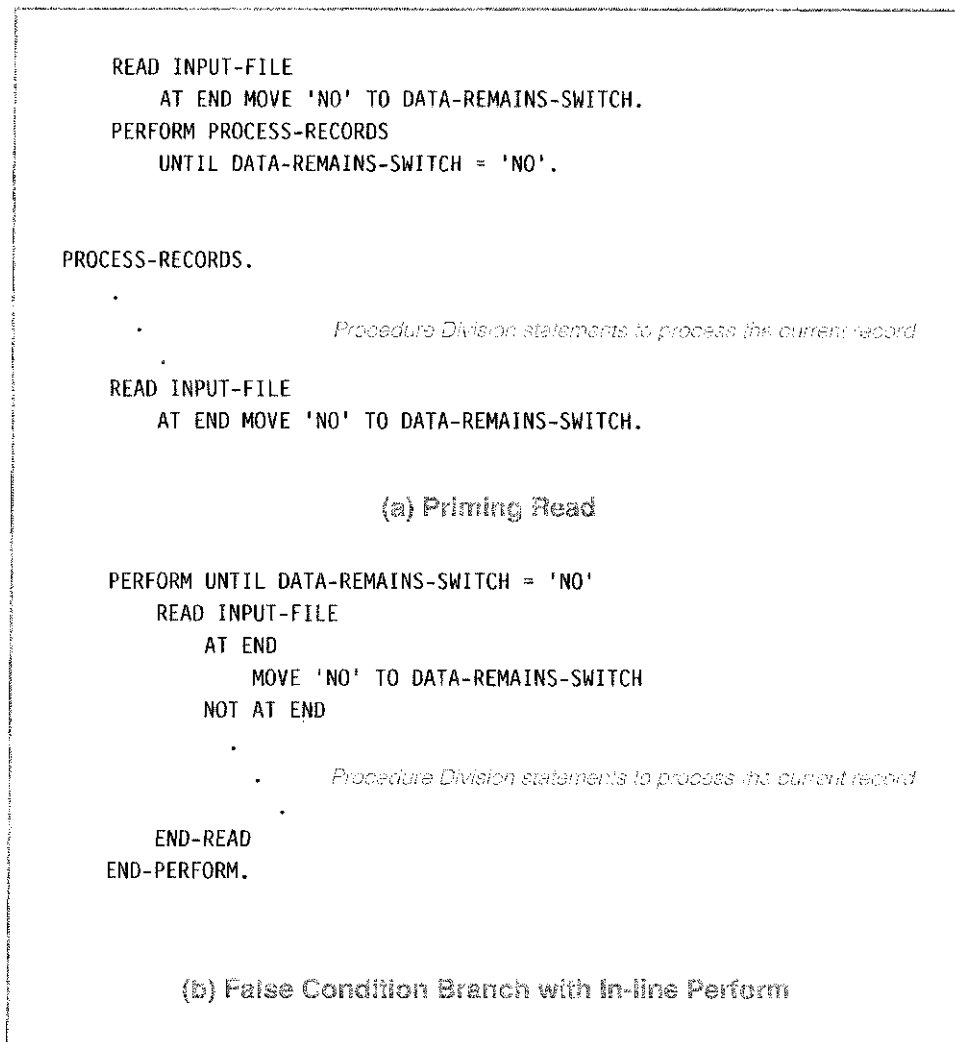 READ INPUT-FILE
AT END MOVE 'NO' TO DATA-REMAINS-SWITCH.
PERFORM PROCESS-RECORDS
UNTIL DATA-REMAINS-SWITCH = 'NO'.
PROCESS-RECORDS.
.
.
Procedure Division statements to process the current record
.
READ INPUT-FILE
AT END MOVE 'NO' TO DATA-REMAINS-SWITCH.
(a) Priming Read
PERFORM UNTIL DATA-REMAINS-SWITCH = 'NO'
READ INPUT-FILE
AT END
MOVE 'NO' TO DATA-REMAINS-SWITCH
NOT AT END
.
.
Procedure Division statements to process the current record
.
END-READ
END-PERFORM.
(b) False Condition Branch with In-line Perform